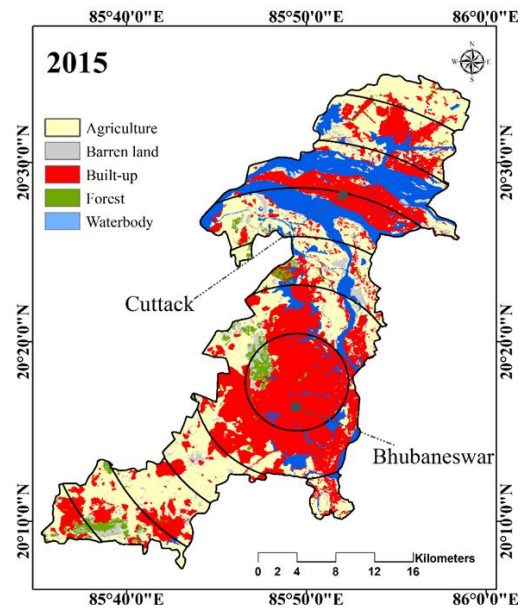 85°40'0"E 85°50'0"E 86°0'0"E
2015
N
W E
S
Agriculture
Barren land
Built-up
Forest
Waterbody
20°30'0"N 20°30'0"N
Cuttack
20°20'0"N 20°20'0"N
Bhubaneswar
20°10'0"N 20°10'0"N
Kilometers
0 2 4 8 12 16
85°40'0"E 85°50'0"E 86°0'0"E